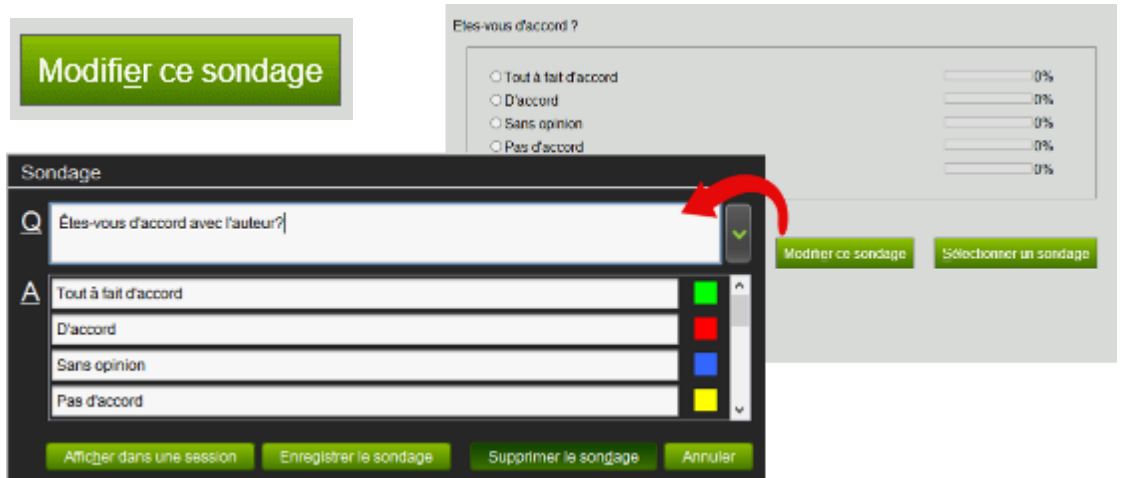 Modifier ce sondage
Etes-vous d'accord ?
Tout à fait d'accord 0%
D'accord 0%
Sans opinion 0%
Pas d'accord 0%
0%
Modifier ce sondage Sélectionner un sondage
Sondage
Q Êtes-vous d'accord avec l'auteur?
A Tout à fait d'accord
D'accord
Sans opinion
Pas d'accord
Afficher dans une session Enregistrer le sondage Supprimer le sondage Annuler